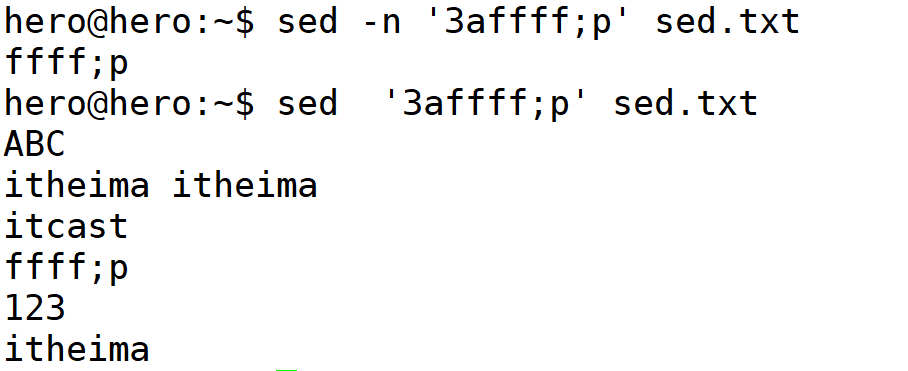 hero@hero:~$ sed -n '3affff;p' sed.txt
ffff;p
hero@hero:~$ sed  '3affff;p' sed.txt
ABC
itheima itheima
itcast
ffff;p
123
itheima